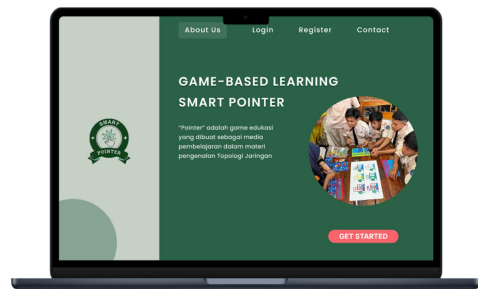 About Us Login Register Contact
GAME-BASED LEARNING
SMART POINTER
"Pointer" adalah game edukasi
yang dibuat sebagai media
pembelajaran dalam materi
pengenalan Topologi Jaringan
SMART
POINTER
GET STARTED